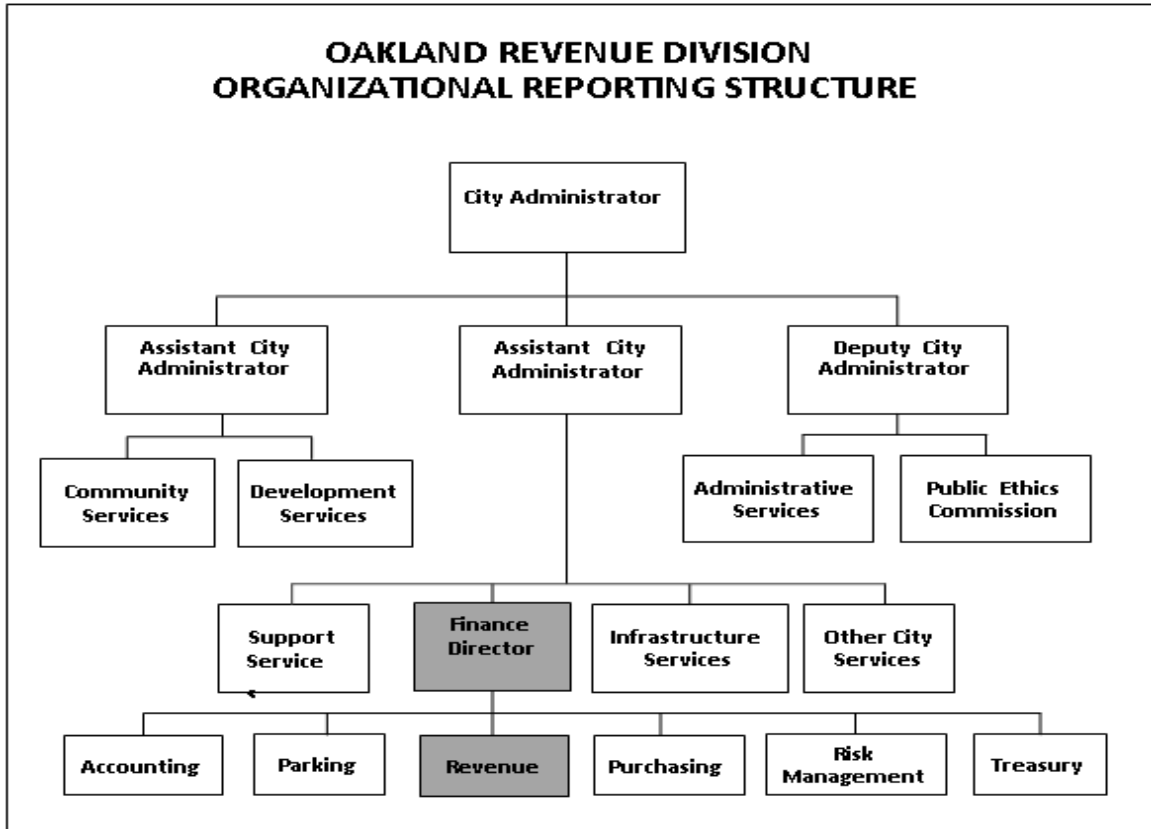 OAKLAND REVENUE DIVISION
ORGANIZATIONAL REPORTING STRUCTURE
City Administrator
Assistant City
Administrator
Assistant City
Administrator
Deputy City
Administrator
Community
Services
Development
Services
Administrative
Services
Public Ethics
Commission
Support
Service
Finance
Director
Infrastructure
Services
Other City
Services
Accounting
Parking
Revenue
Purchasing
Risk
Management
Treasury